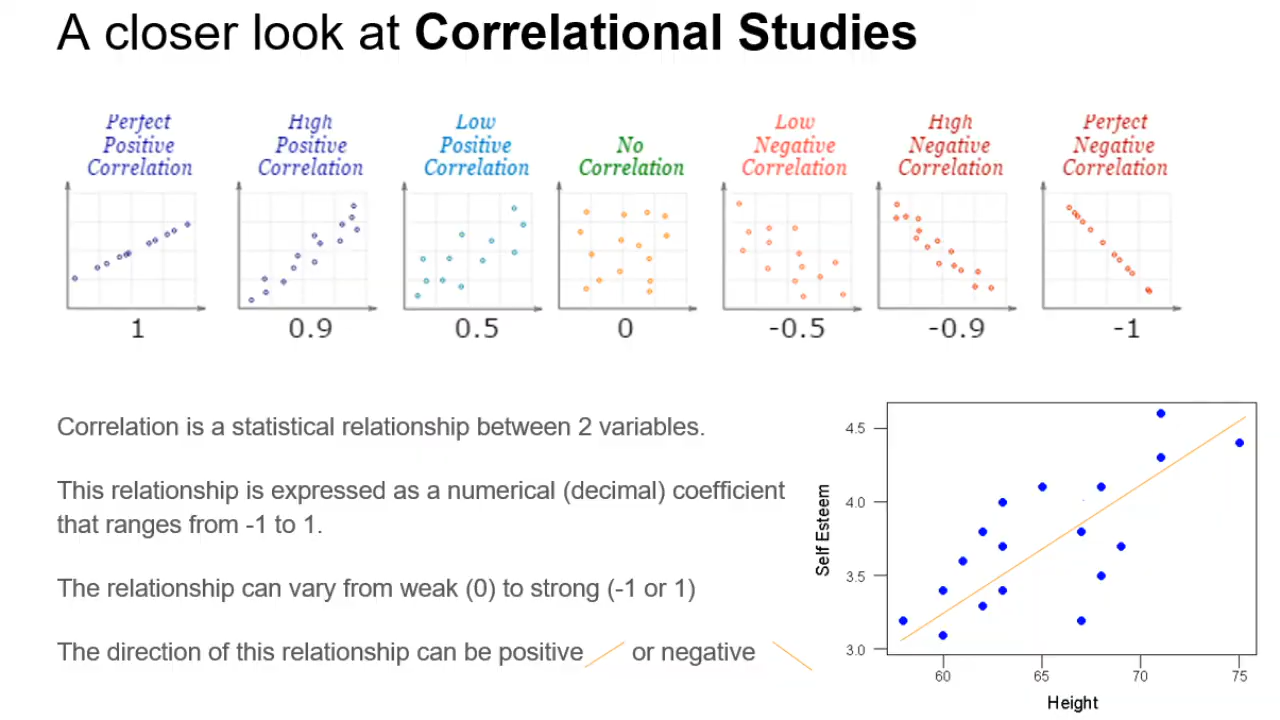 A closer look at Correlational Studies
Perfect Positive Correlation
High Positive Correlation
Low Positive Correlation
No Correlation
Low Negative Correlation
High Negative Correlation
Perfect Negative Correlation
1 0.9 0.5 0 -0.5 -0.9 -1
Correlation is a statistical relationship between 2 variables.
This relationship is expressed as a numerical (decimal) coefficient
that ranges from -1 to 1.
The relationship can vary from weak (0) to strong (-1 or 1)
The direction of this relationship can be positive or negative
Self Esteem
4.5
4.0
3.5
3.0
60 65 70 75
Height